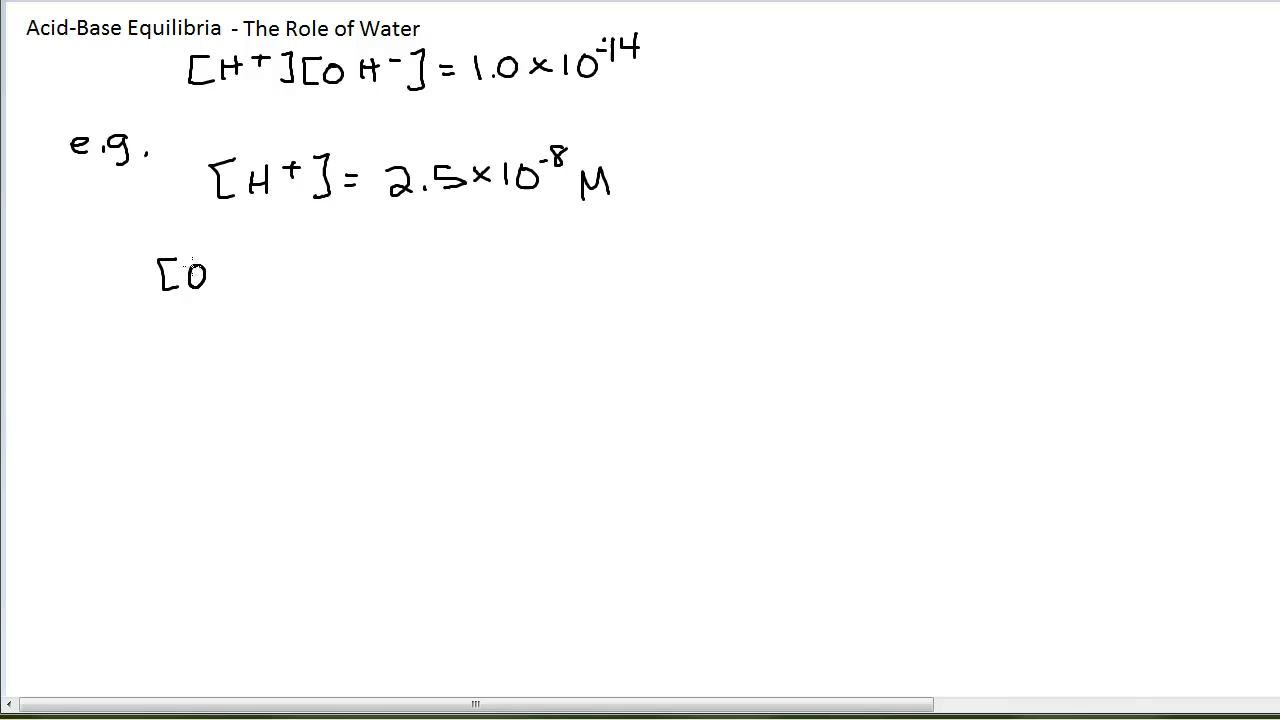 Acid-Base Equilibria - The Role of Water
[H⁺][OH⁻] = 1.0 × 10⁻¹⁴
e.g.
[H⁺] = 2.5 × 10⁻⁸ M
[O